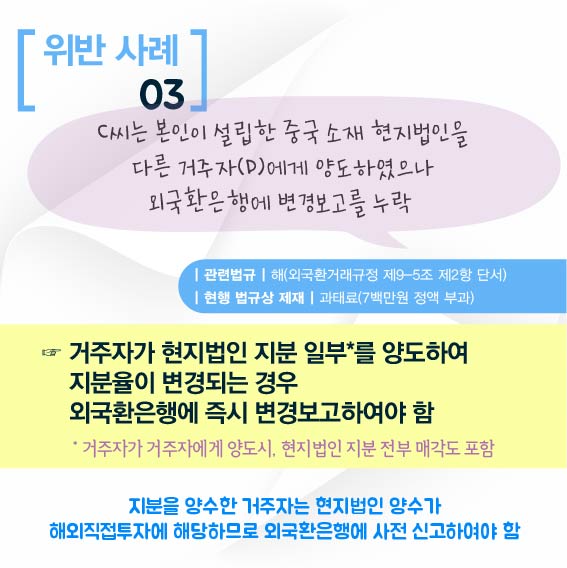 위반 사례
03
C씨는 본인이 설립한 중국 소재 현지법인을
다른 거주자(D)에게 양도하였으나
외국환은행에 변경보고를 누락
| 관련법규 | 해(외국환거래규정 제9-5조 제2항 단서)
| 현행 법규상 제재 | 과태료(7백만원 정액 부과)
☞ 거주자가 현지법인 지분 일부*를 양도하여
지분율이 변경되는 경우
외국환은행에 즉시 변경보고하여야 함
* 거주자가 거주자에게 양도시, 현지법인 지분 전부 매각도 포함
지분을 양수한 거주자는 현지법인 양수가
해외직접투자에 해당하므로 외국환은행에 사전 신고하여야 함